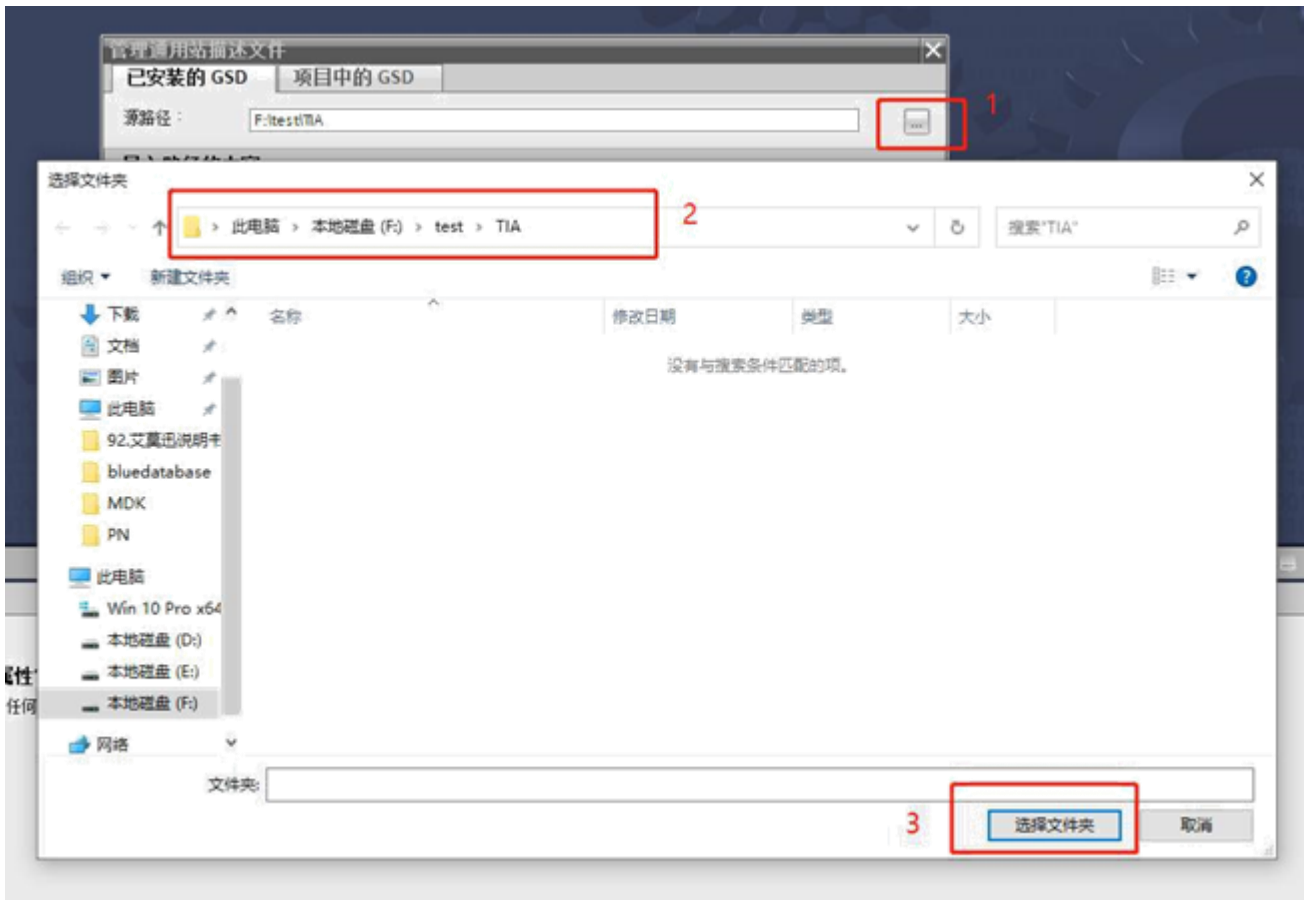 管理通用站描述文件
已安装的 GSD 项目中的 GSD
源路径: F:\test\TIA ... 1
选择文件夹
此电脑 > 本地磁盘 (F:) > test > TIA 2 搜索"TIA"
组织 新建文件夹
下载 名称 修改日期 类型 大小
文档
没有与搜索条件匹配的项。
图片
此电脑
92.艾莫迅说明书
bluedatabase
MDK
PN
此电脑
Win 10 Pro x64
本地磁盘 (D:)
属性
本地磁盘 (E:)
任何
本地磁盘 (F:)
网络
文件夹:
3 选择文件夹 取消